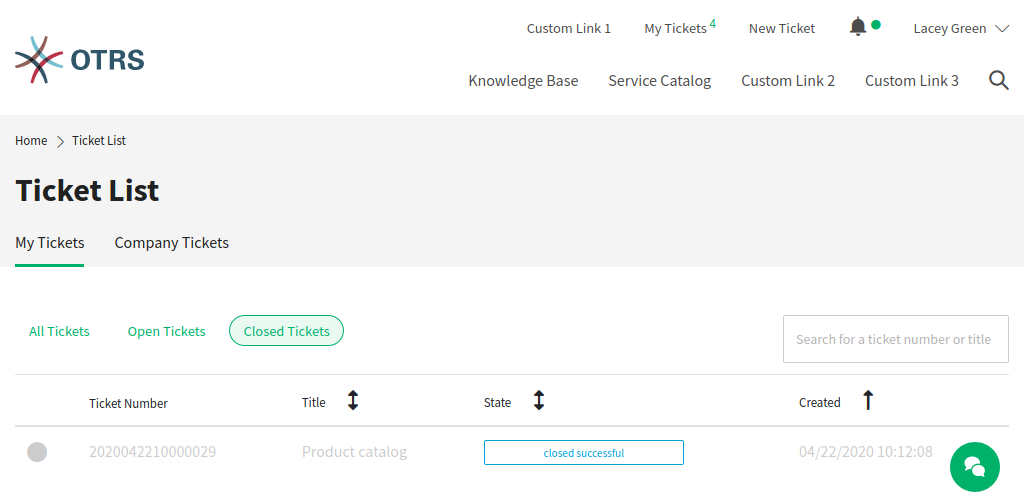 Custom Link 1 My Tickets 4 New Ticket Lacey Green
OTRS
Knowledge Base Service Catalog Custom Link 2 Custom Link 3
Home Ticket List
Ticket List
My Tickets Company Tickets
All Tickets Open Tickets Closed Tickets
Search for a ticket number or title
Ticket Number Title State Created
2020042210000029 Product catalog closed successful 04/22/2020 10:12:08